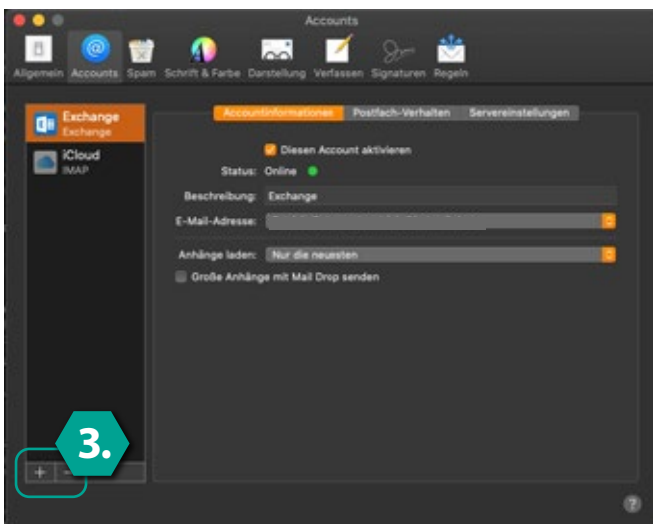 Accounts
Allgemein Accounts Spam Schrift & Farbe Darstellung Verfassen Signaturen Regeln
Exchange
Exchange
iCloud
IMAP
Accountinformationen Postfach-Verhalten Servereinstellungen
Diesen Account aktivieren
Status: Online
Beschreibung: Exchange
E-Mail-Adresse:
Anhänge laden: Nur die neuesten
Große Anhänge mit Mail Drop senden
3.
+ −
?